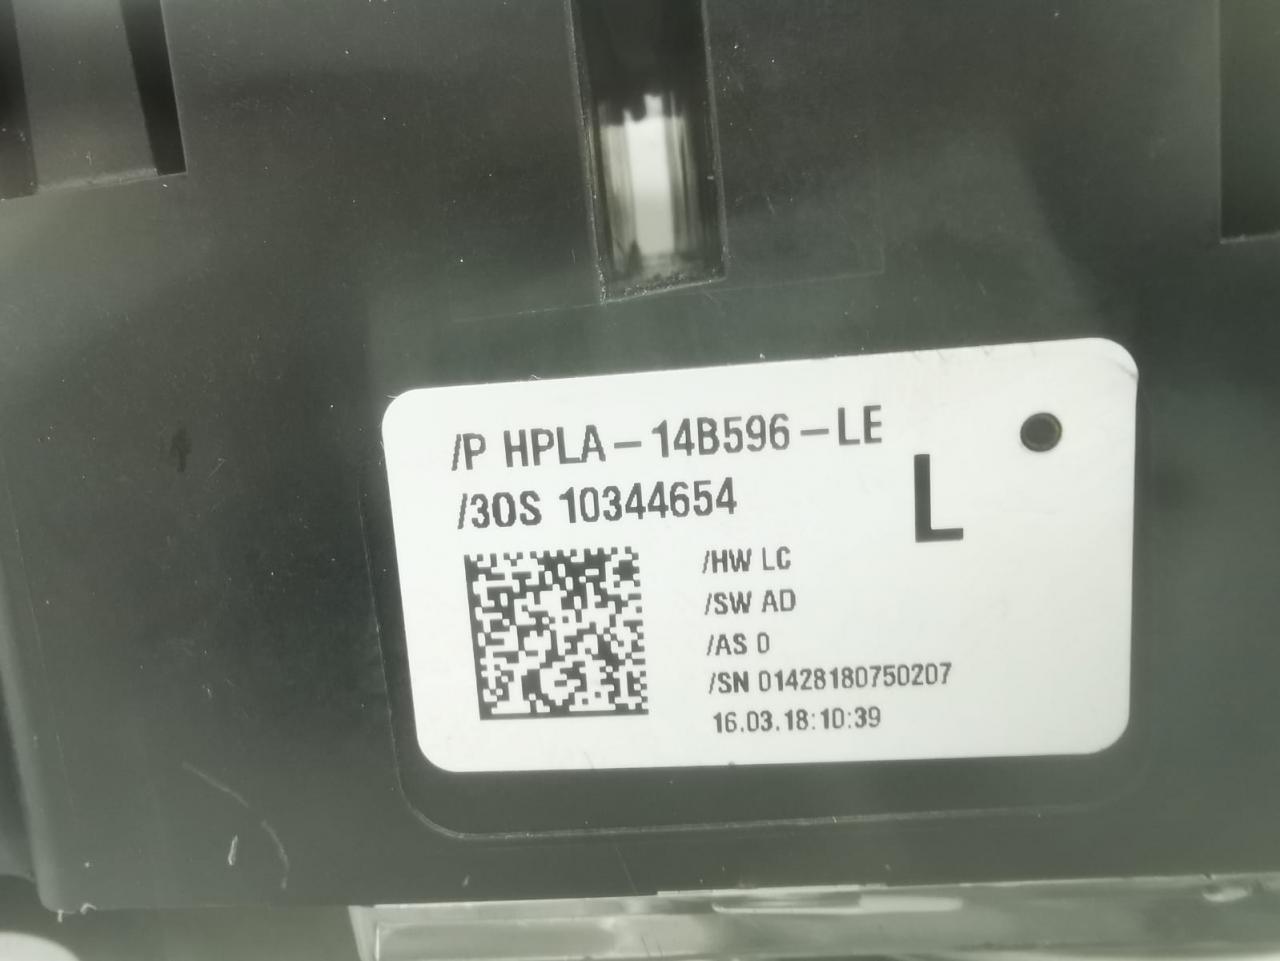 /P HPLA-14B596-LE
/30S 10344654
L
/HW LC
/SW AD
/AS 0
/SN 01428180750207
16.03.18:10:39